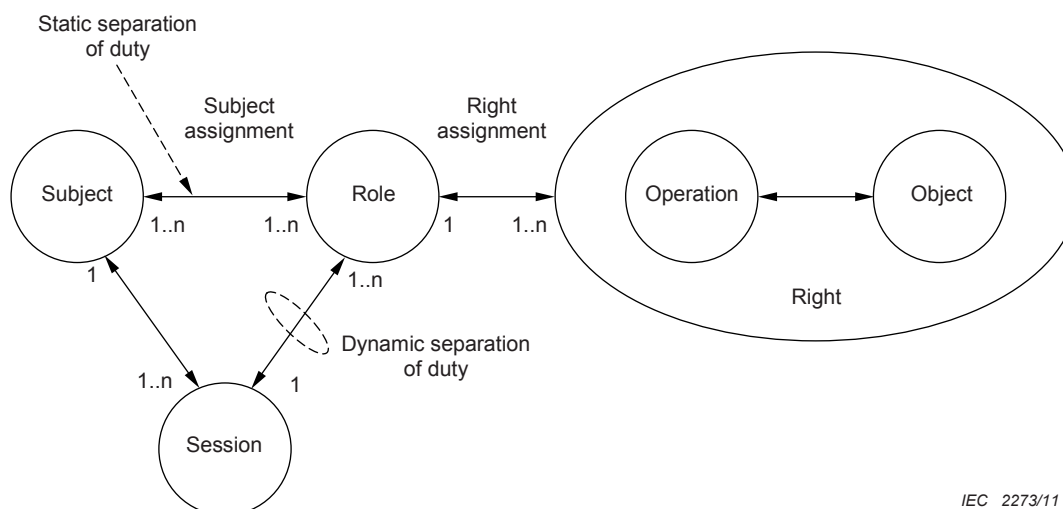 Static separation
of duty
Subject
assignment
Right
assignment
Subject
Role
Operation
Object
1..n
1..n
1
1..n
1
1..n
Right
Dynamic separation
of duty
1..n
1
Session
IEC 2273/11